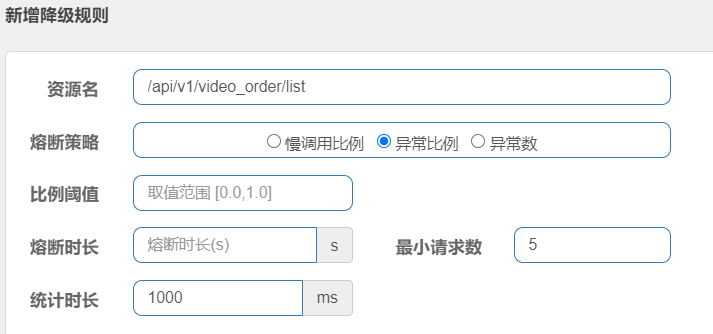 新增降级规则
资源名 /api/v1/video_order/list
熔断策略 慢调用比例 异常比例 异常数
比例阈值 取值范围 [0.0,1.0]
熔断时长 熔断时长(s) s 最小请求数 5
统计时长 1000 ms